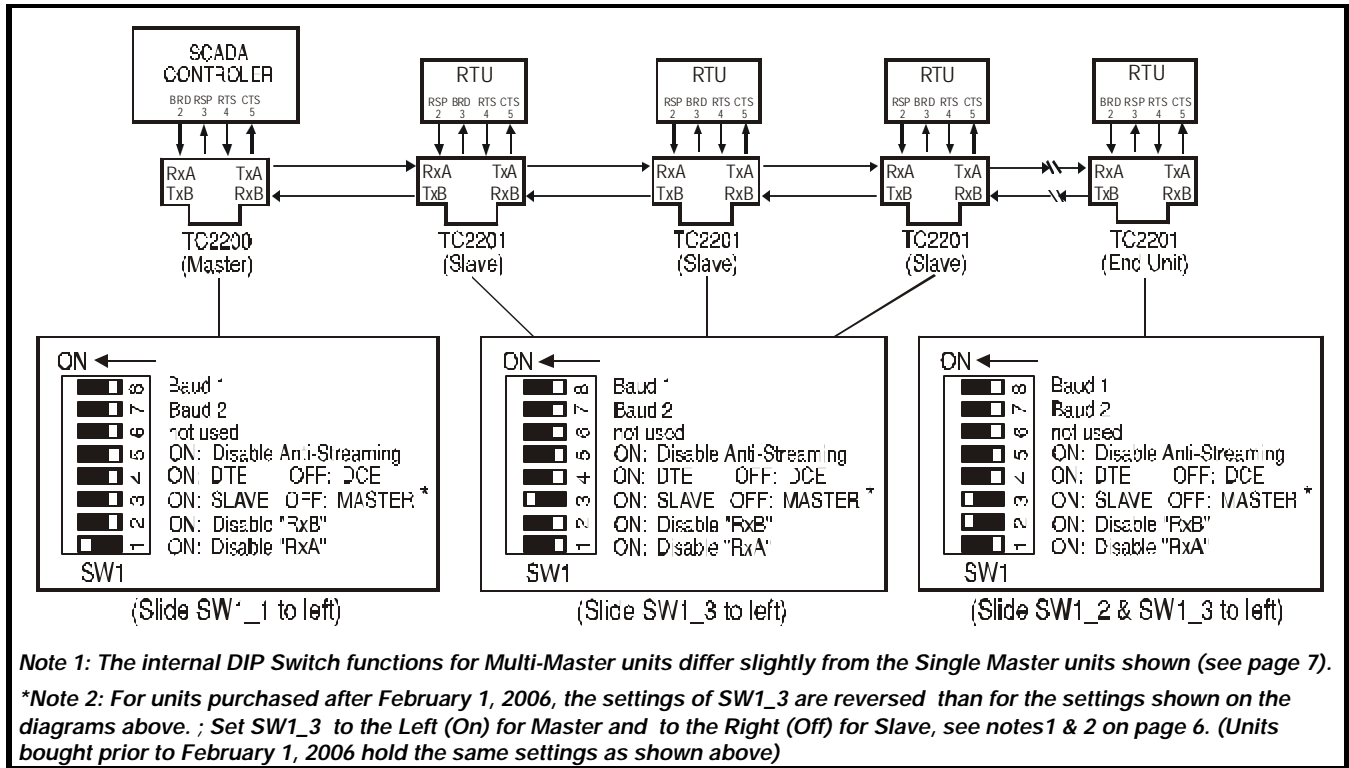 SCADA
CONTROLER
BRD RSP RTS CTS
2 3 4 5
RTU
RSP BRD RTS CTS
2 3 4 5
RTU
RSP BRD RTS CTS
2 3 4 5
RTU
RSP BRD RTS CTS
2 3 4 5
RTU
BRD RSP RTS CTS
2 3 4 5
RxA TxA
TxB RxB
RxA TxA
TxB RxB
RxA TxA
TxB RxB
RxA TxA
TxB RxB
RxA TxA
TxB RxB
TC2200
(Master)
TC2201
(Slave)
TC2201
(Slave)
TC2201
(Slave)
TC2201
(End Unit)
ON
8 Baud 1
7 Baud 2
6 not used
5 ON: Disable Anti-Streaming
4 ON: DTE OFF: DCE
3 ON: SLAVE OFF: MASTER *
2 ON: Disable "RxB"
1 ON: Disable "RxA"
SW1
(Slide SW1_1 to left)
ON
8 Baud 1
7 Baud 2
6 not used
5 ON: Disable Anti-Streaming
4 ON: DTE OFF: DCE
3 ON: SLAVE OFF: MASTER *
2 ON: Disable "RxB"
1 ON: Disable "RxA"
SW1
(Slide SW1_3 to left)
ON
8 Baud 1
7 Baud 2
6 not used
5 ON: Disable Anti-Streaming
4 ON: DTE OFF: DCE
3 ON: SLAVE OFF: MASTER *
2 ON: Disable "RxB"
1 ON: Disable "RxA"
SW1
(Slide SW1_2 & SW1_3 to left)
Note 1: The internal DIP Switch functions for Multi-Master units differ slightly from the Single Master units shown (see page 7).
*Note 2: For units purchased after February 1, 2006, the settings of SW1_3 are reversed than for the settings shown on the
diagrams above. ; Set SW1_3 to the Left (On) for Master and to the Right (Off) for Slave, see notes1 & 2 on page 6. (Units
bought prior to February 1, 2006 hold the same settings as shown above)